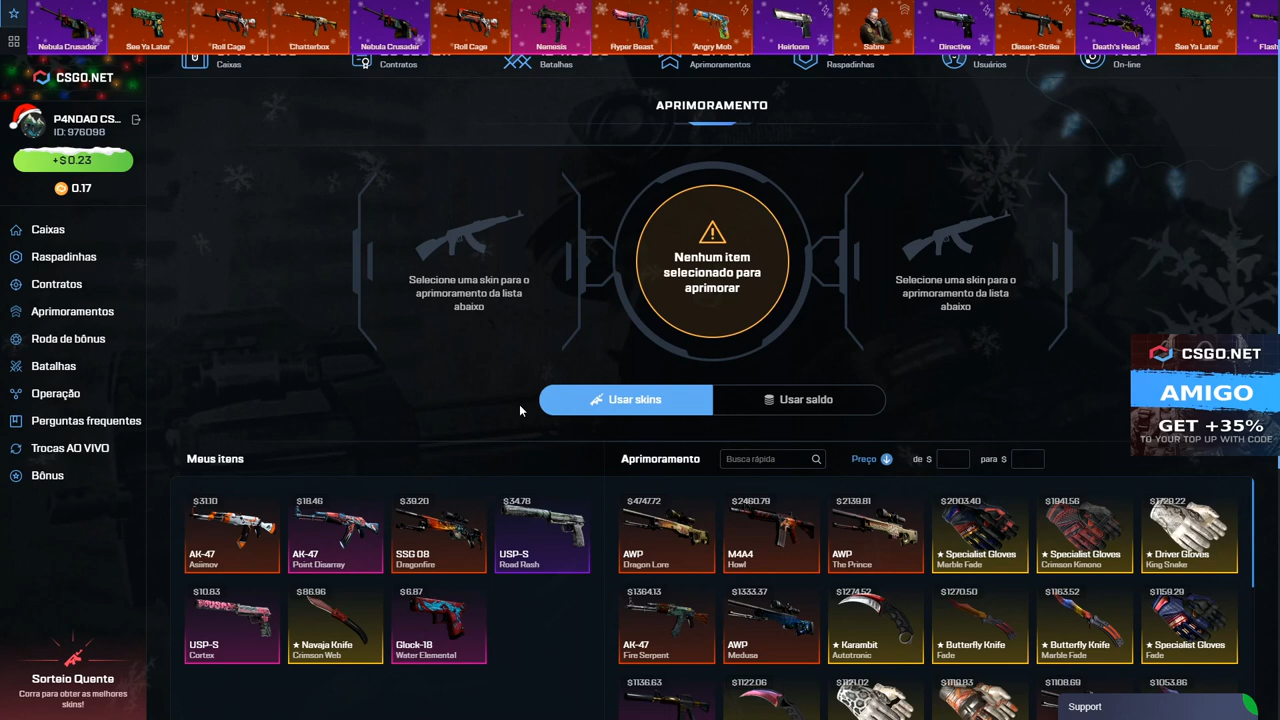 Nebula Crusader
See Ya Later
Roll Cage
Chatterbox
Nebula Crusader
Roll Cage
Nemesis
Hyper Beast
Angry Mob
Heirloom
Sabre
Directive
Desert-Strike
Death's Head
See Ya Later
CSGO.NET
P4NDAO CS...
ID: 976098
+$ 0.23
0.17
Caixas
Raspadinhas
Contratos
Aprimoramentos
Roda de bônus
Batalhas
Operação
Perguntas frequentes
Trocas AO VIVO
Bônus
Sorteio Quente
Corra para obter as melhores
skins!
Caixas
Contratos
Batalhas
Aprimoramentos
Raspadinhas
Usuários
On-line
APRIMORAMENTO
Selecione uma skin para o
aprimoramento da lista
abaixo
Nenhum item
selecionado para
aprimorar
Selecione uma skin para o
aprimoramento da lista
abaixo
Usar skins
Usar saldo
CSGO.NET
AMIGO
GET +35%
TO YOUR TOP UP WITH CODE
Meus itens
$31.10
AK-47
Asiimov
$18.46
AK-47
Point Disarray
$39.20
SSG 08
Dragonfire
$34.78
USP-S
Road Rash
$10.83
USP-S
Cortex
$86.96
★ Navaja Knife
Crimson Web
$6.87
Glock-18
Water Elemental
Aprimoramento
Busca rápida
Preço
de $
para $
$4747.72
AWP
Dragon Lore
$2460.79
M4A4
Howl
$2139.81
AWP
The Prince
$2003.40
★ Specialist Gloves
Marble Fade
$1941.56
★ Specialist Gloves
Crimson Kimono
$1729.22
★ Driver Gloves
King Snake
$1364.13
AK-47
Fire Serpent
$1333.37
AWP
Medusa
$1274.52
★ Karambit
Autotronic
$1270.50
★ Butterfly Knife
Fade
$1163.52
★ Butterfly Knife
Marble Fade
$1159.29
★ Specialist Gloves
Fade
$1136.63
$1122.06
$1121.02
$1119.83
$1108.69
$1053.86
Support